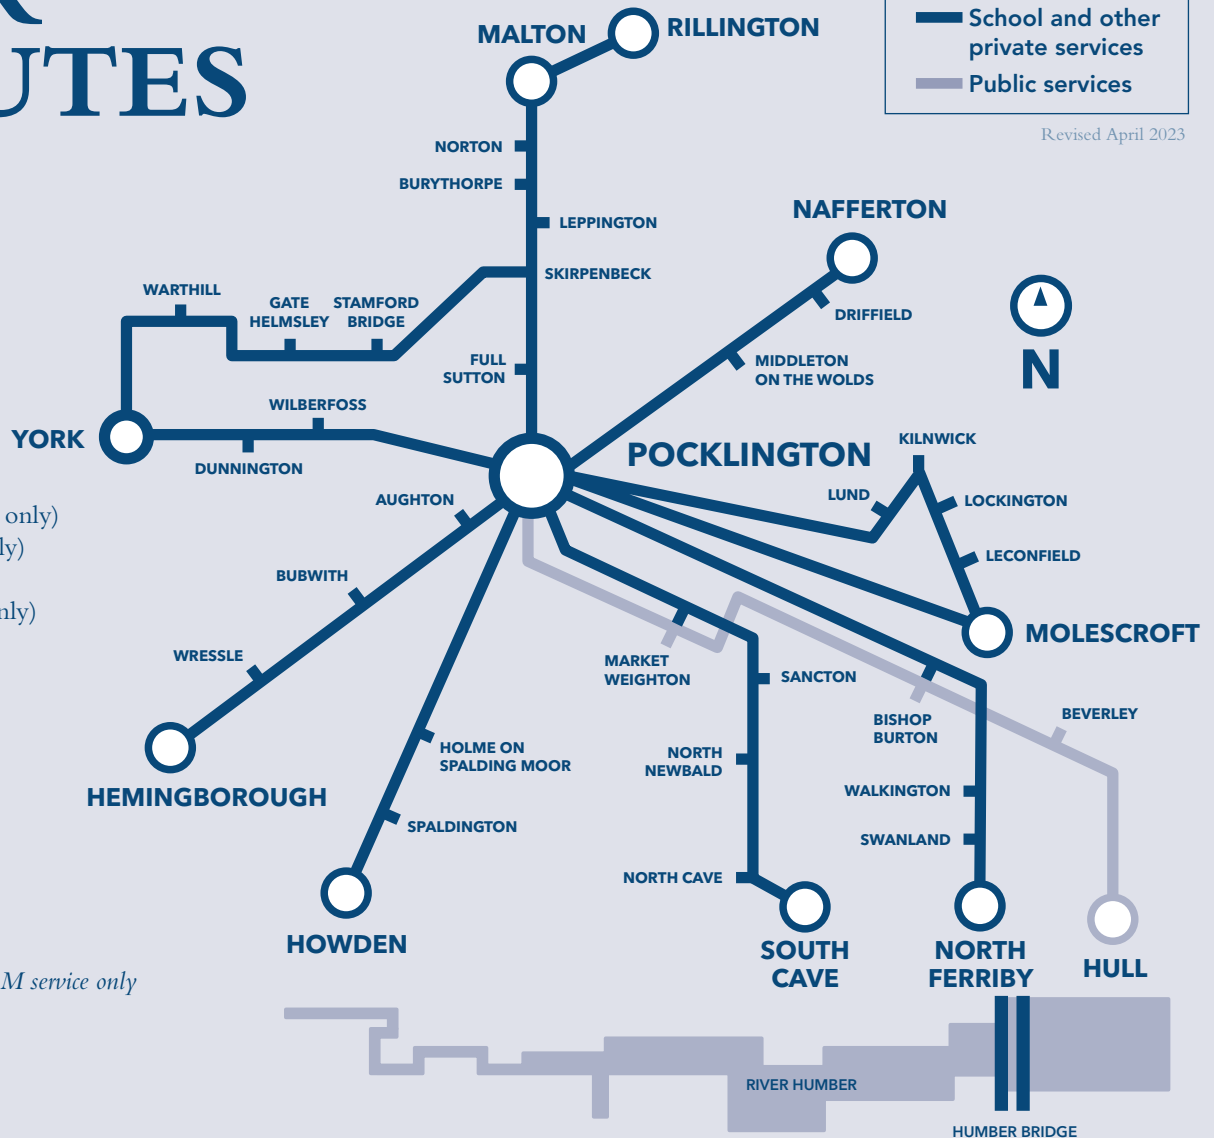 UTES
School and other
private services
Public services
Revised April 2023
MALTON
RILLINGTON
NORTON
BURYTHORPE
LEPPINGTON
NAFFERTON
SKIRPENBECK
WARTHILL
GATE
HELMSLEY
STAMFORD
BRIDGE
DRIFFIELD
FULL
SUTTON
MIDDLETON
ON THE WOLDS
N
WILBERFOSS
YORK
DUNNINGTON
POCKLINGTON
KILNWICK
LUND
LOCKINGTON
AUGHTON
only)
ly)
LECONFIELD
BUBWITH
nly)
MOLESCROFT
WRESSLE
MARKET
WEIGHTON
SANCTON
BISHOP
BURTON
BEVERLEY
HOLME ON
SPALDING MOOR
NORTH
NEWBALD
HEMINGBOROUGH
WALKINGTON
SPALDINGTON
SWANLAND
NORTH CAVE
HOWDEN
SOUTH
CAVE
NORTH
FERRIBY
HULL
M service only
RIVER HUMBER
HUMBER BRIDGE